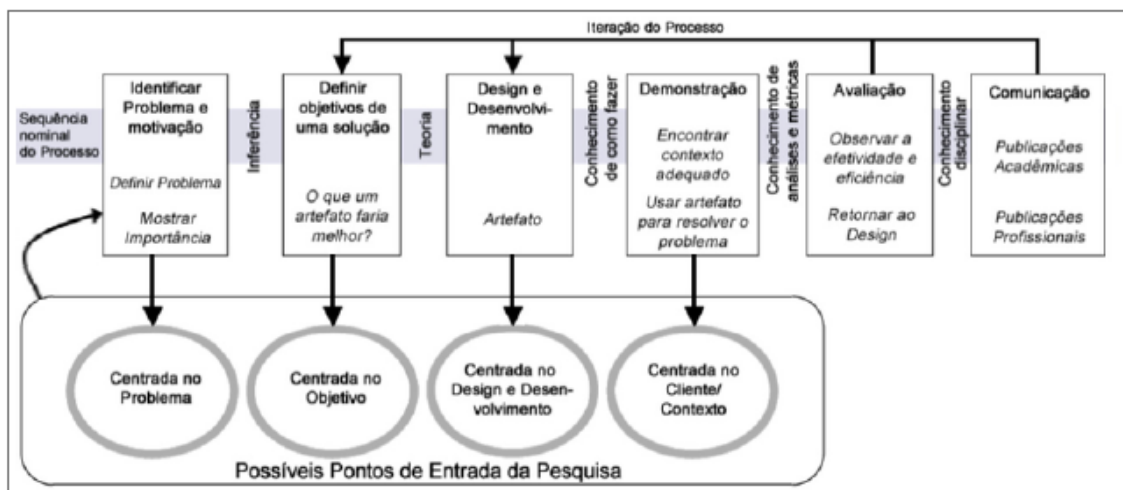 Iteração do Processo
Sequência
nominal
do Processo
Identificar
Problema e
motivação
Definir Problema
Mostrar
Importância
Inferência
Definir
objetivos de
uma solução
O que um
artefato faria
melhor?
Teoria
Design e
Desenvolvi-
mento
Artefato
Conhecimento
de como fazer
Demonstração
Encontrar
contexto
adequado
Usar artefato
para resolver o
problema
Conhecimento de
análises e métricas
Avaliação
Observar a
efetividade e
eficiência
Retornar ao
Design
Conhecimento
disciplinar
Comunicação
Publicações
Acadêmicas
Publicações
Profissionais
Centrada no
Problema
Centrada no
Objetivo
Centrada no
Design e Desen-
volvimento
Centrada no
Cliente/
Contexto
Possíveis Pontos de Entrada da Pesquisa